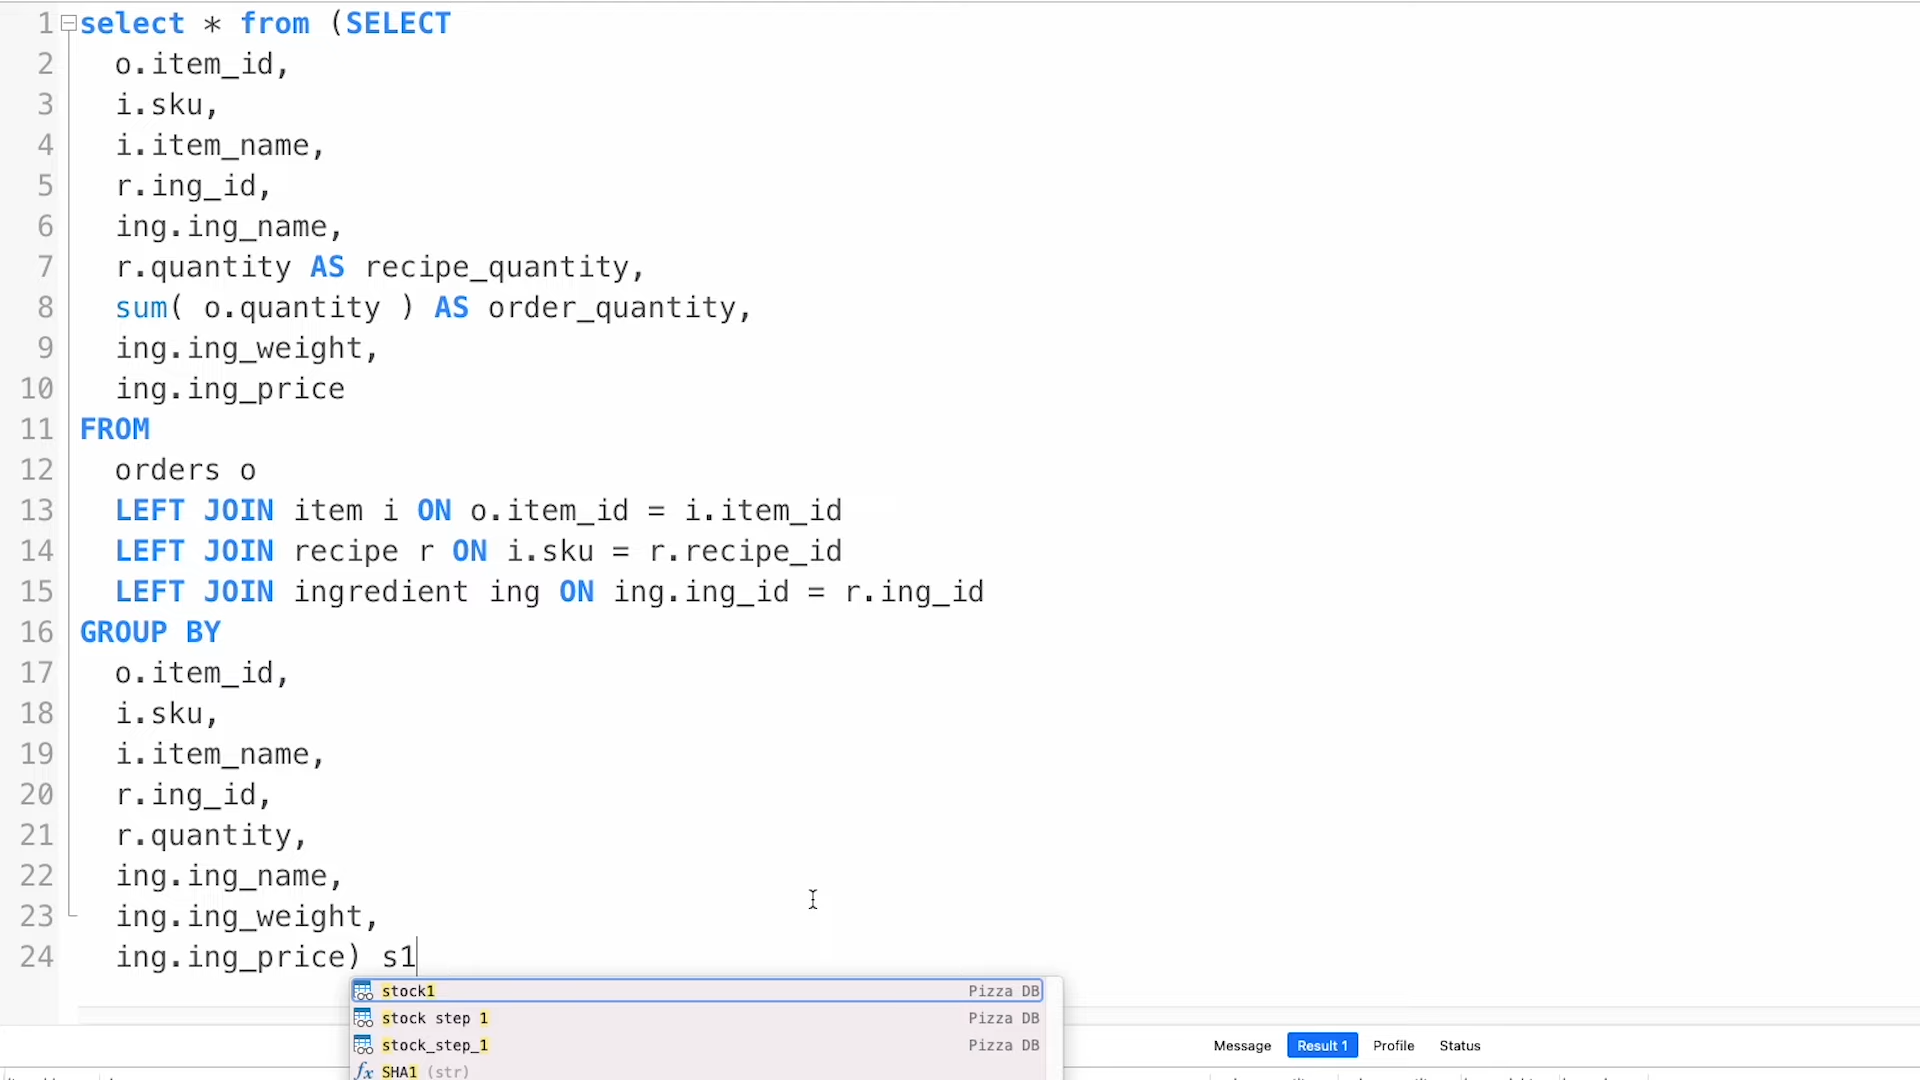 1 select * from (SELECT
2 o.item_id,
3 i.sku,
4 i.item_name,
5 r.ing_id,
6 ing.ing_name,
7 r.quantity AS recipe_quantity,
8 sum( o.quantity ) AS order_quantity,
9 ing.ing_weight,
10 ing.ing_price
11 FROM
12 orders o
13 LEFT JOIN item i ON o.item_id = i.item_id
14 LEFT JOIN recipe r ON i.sku = r.recipe_id
15 LEFT JOIN ingredient ing ON ing.ing_id = r.ing_id
16 GROUP BY
17 o.item_id,
18 i.sku,
19 i.item_name,
20 r.ing_id,
21 r.quantity,
22 ing.ing_name,
23 ing.ing_weight,
24 ing.ing_price) s1
stock1 Pizza DB
stock step 1 Pizza DB
stock_step_1 Pizza DB
fx SHA1 (str)
Message Result 1 Profile Status